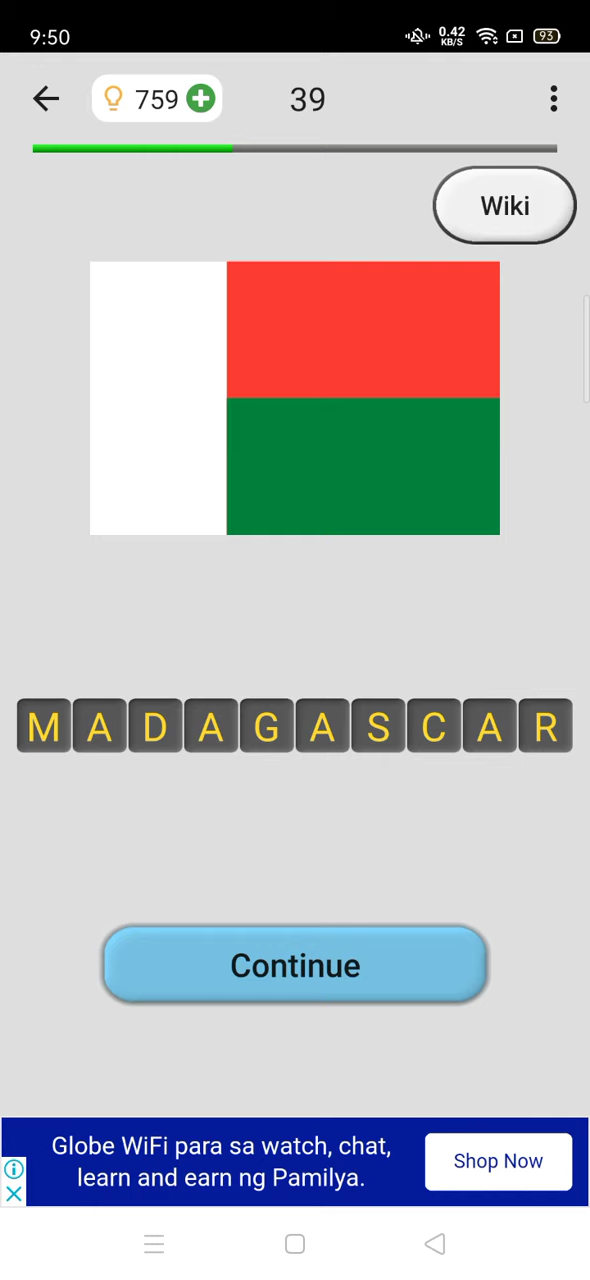 9:50
0.42
KB/S
93
759
39
Wiki
MADAGASCAR
Continue
Globe WiFi para sa watch, chat,
learn and earn ng Pamilya.
Shop Now